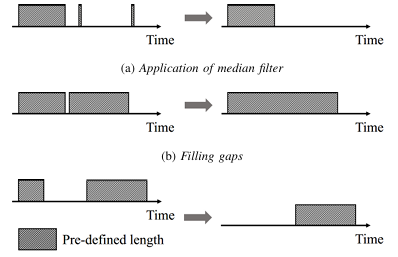 Time
Time
(a) Application of median filter
Time
Time
(b) Filling gaps
Time
Time
Pre-defined length